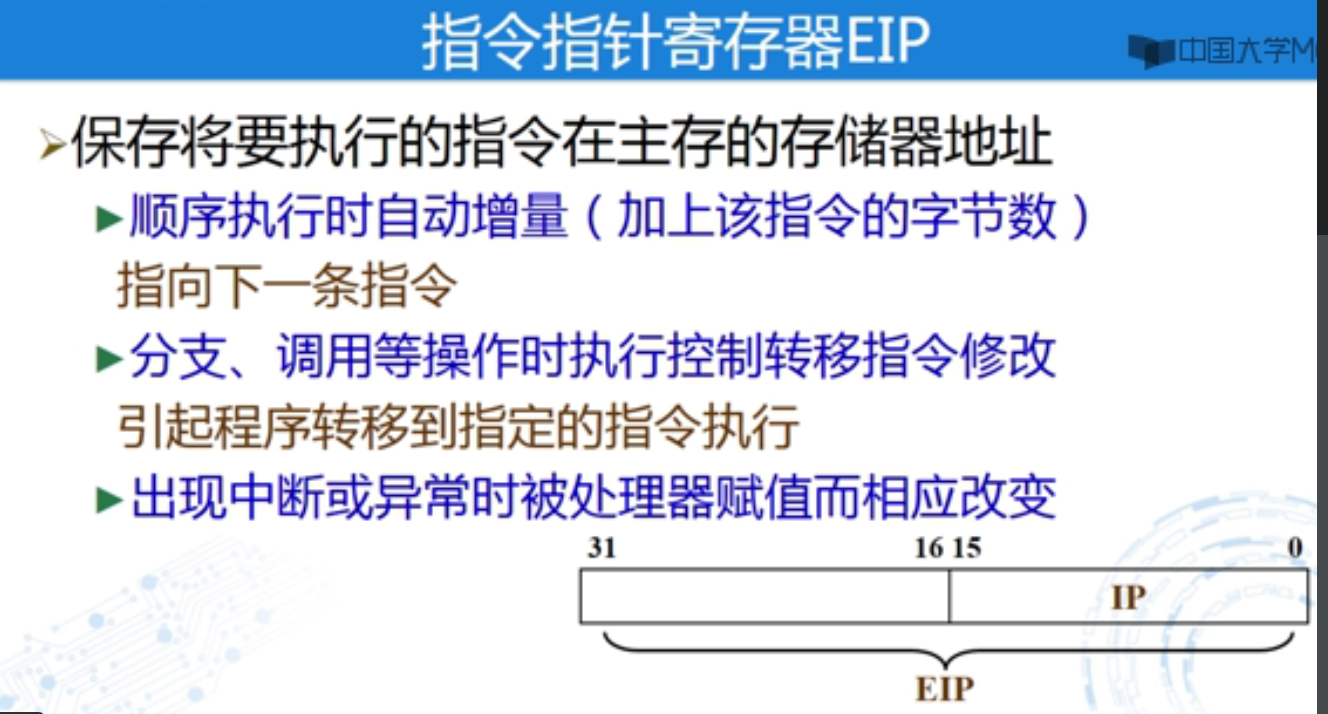 指令指针寄存器EIP
中国大学M
保存将要执行的指令在主存的存储器地址
顺序执行时自动增量（加上该指令的字节数）
指向下一条指令
分支、调用等操作时执行控制转移指令修改
引起程序转移到指定的指令执行
出现中断或异常时被处理器赋值而相应改变
31 16 15 0
IP
EIP